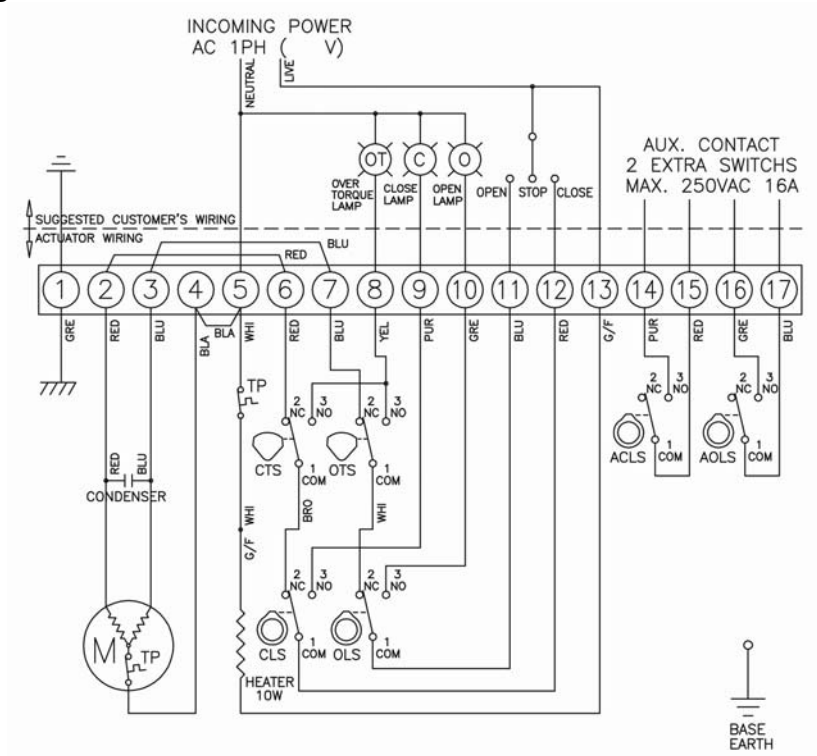 INCOMING POWER
AC 1PH (      V)
NEUTRAL
LIVE
OT
C
O
OVER
TORQUE
LAMP
CLOSE
LAMP
OPEN
LAMP
OPEN
STOP
CLOSE
AUX. CONTACT
2 EXTRA SWITCHS
MAX. 250VAC 16A
SUGGESTED CUSTOMER'S WIRING
ACTUATOR WIRING
BLU
RED
1 2 3 4 5 6 7 8 9 10 11 12 13 14 15 16 17
GRE
RED
BLU
BLA
BLA
WHI
RED
BLU
YEL
PUR
GRE
BLU
RED
G/F
PUR
RED
GRE
BLU
TP
2
NC
3
NO
2
NC
3
NO
2
NC
3
NO
2
NC
3
NO
CTS
1
COM
OTS
1
COM
ACLS
1
COM
AOLS
1
COM
RED
BLU
CONDENSER
WHI
G/F
BRO
WHI
2
NC
3
NO
2
NC
3
NO
M
TP
CLS
1
COM
OLS
1
COM
HEATER
10W
BASE
EARTH